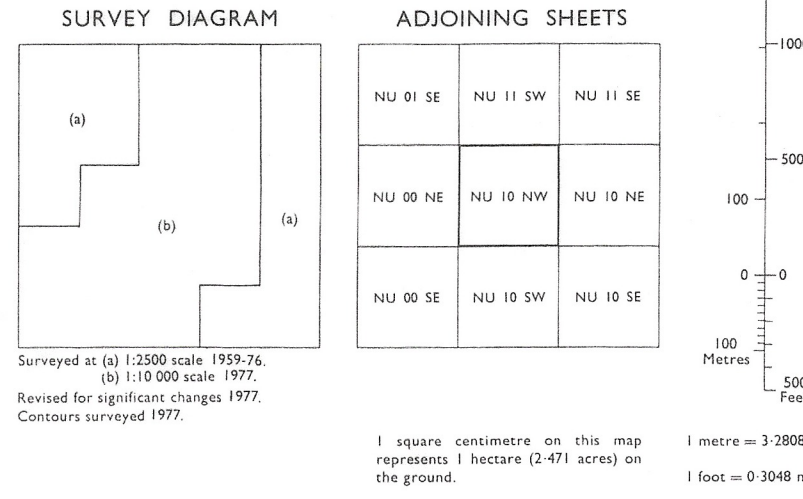 SURVEY DIAGRAM
(a)
(b)
(a)
Surveyed at (a) 1:2500 scale 1959-76.
(b) 1:10 000 scale 1977.
Revised for significant changes 1977.
Contours surveyed 1977.
ADJOINING SHEETS
NU 01 SE NU 11 SW NU 11 SE
NU 00 NE NU 10 NW NU 10 NE
NU 00 SE NU 10 SW NU 10 SE
1 square centimetre on this map
represents 1 hectare (2·471 acres) on
the ground.
500
100
0 0
100
Metres
1 metre = 3·2808
1 foot = 0·3048